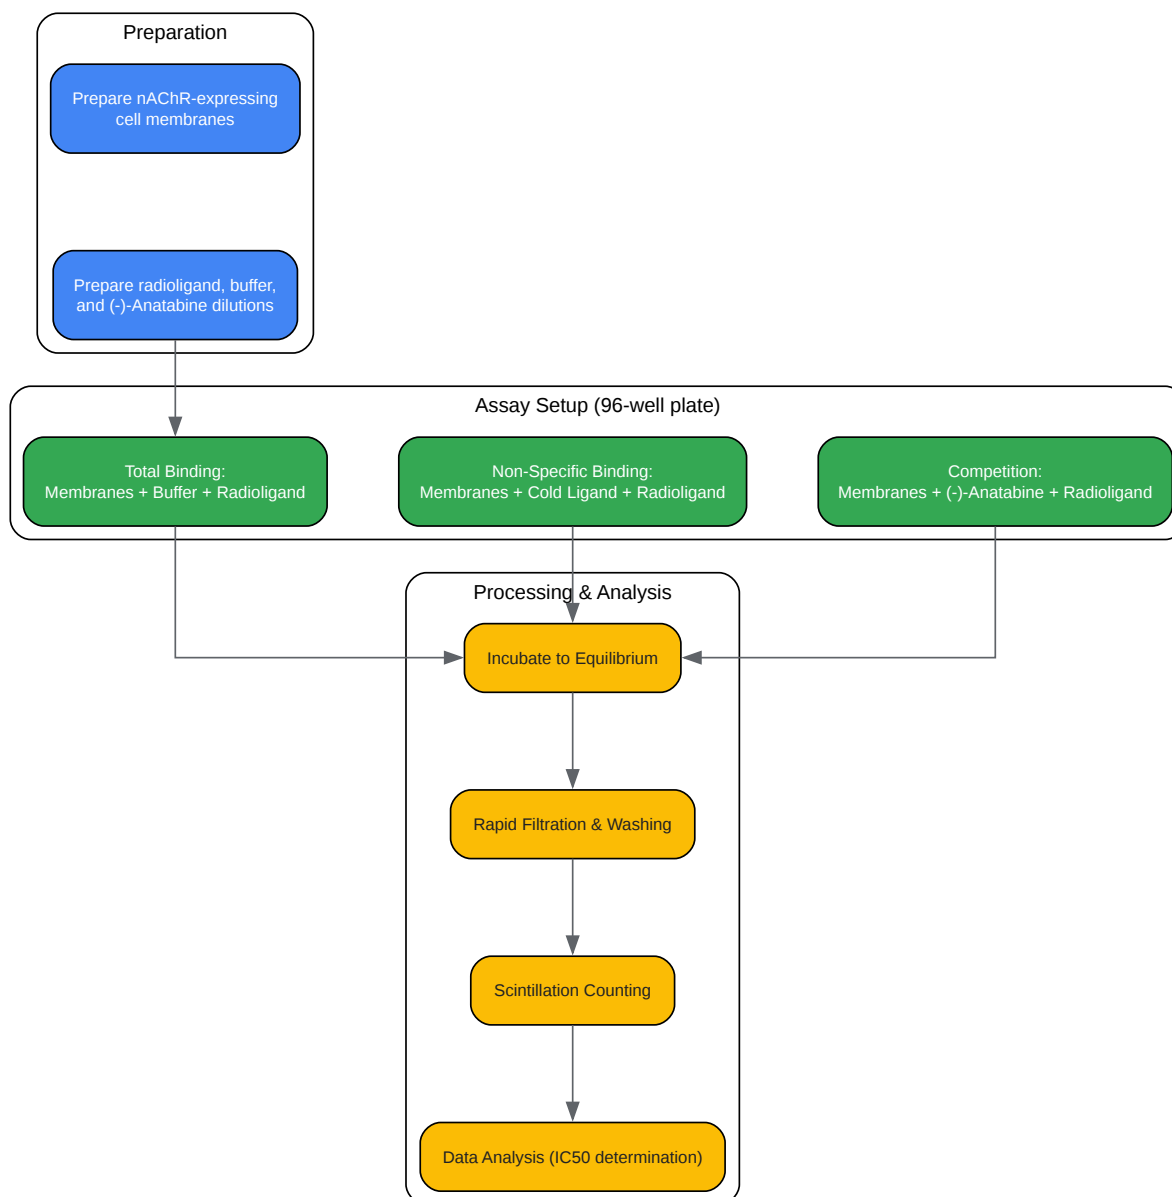 Preparation
Prepare nAChR-expressing
cell membranes
Prepare radioligand, buffer,
and (-)-Anatabine dilutions
Assay Setup (96-well plate)
Total Binding:
Membranes + Buffer + Radioligand
Non-Specific Binding:
Membranes + Cold Ligand + Radioligand
Competition:
Membranes + (-)-Anatabine + Radioligand
Processing & Analysis
Incubate to Equilibrium
Rapid Filtration & Washing
Scintillation Counting
Data Analysis (IC50 determination)